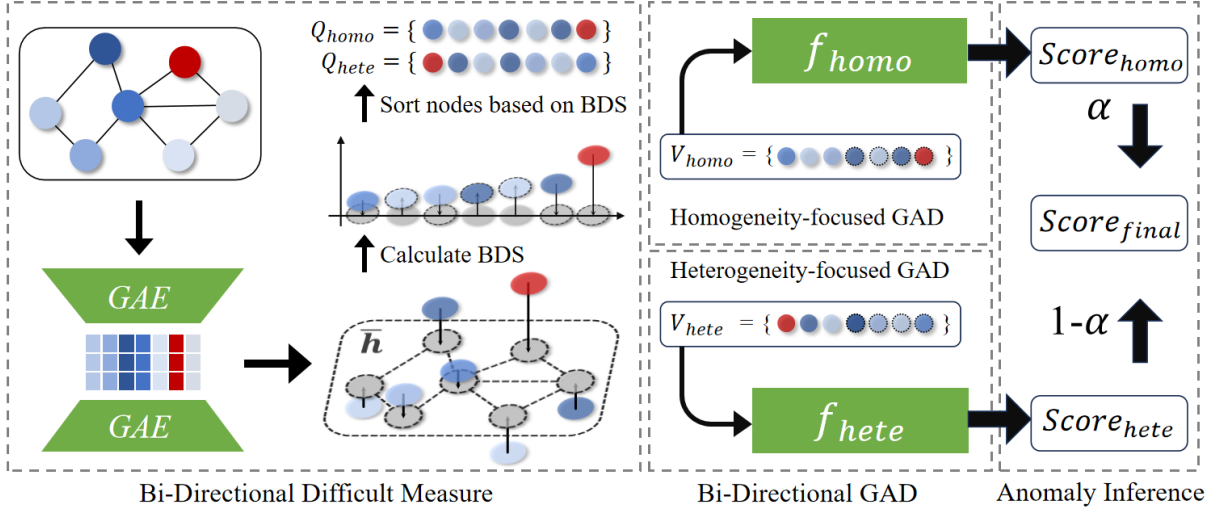 Q_homo = { }
Q_hete = { }
Sort nodes based on BDS
Calculate BDS
GAE
GAE
h̅
Bi-Directional Difficult Measure
f_homo
V_homo = { }
Homogeneity-focused GAD
Heterogeneity-focused GAD
V_hete = { }
f_hete
Bi-Directional GAD
Score_homo
α
Score_final
1-α
Score_hete
Anomaly Inference